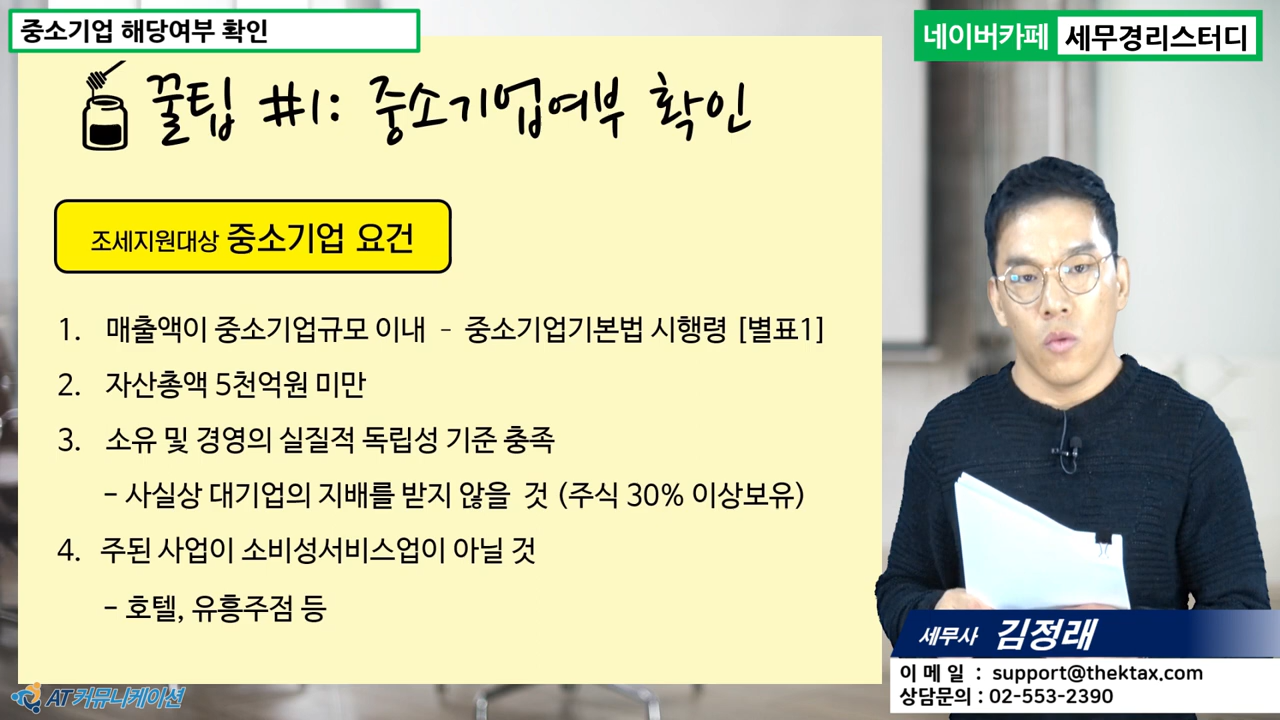 중소기업 해당여부 확인
네이버카페 세무경리스터디
꿀팁 #1: 중소기업여부 확인
조세지원대상 중소기업 요건
1. 매출액이 중소기업규모 이내 - 중소기업기본법 시행령 [별표1]
2. 자산총액 5천억원 미만
3. 소유 및 경영의 실질적 독립성 기준 충족
- 사실상 대기업의 지배를 받지 않을 것 (주식 30% 이상보유)
4. 주된 사업이 소비성서비스업이 아닐 것
- 호텔, 유흥주점 등
세무사 김정래
이 메 일 : support@thektax.com
상담문의 : 02-553-2390
AT커뮤니케이션